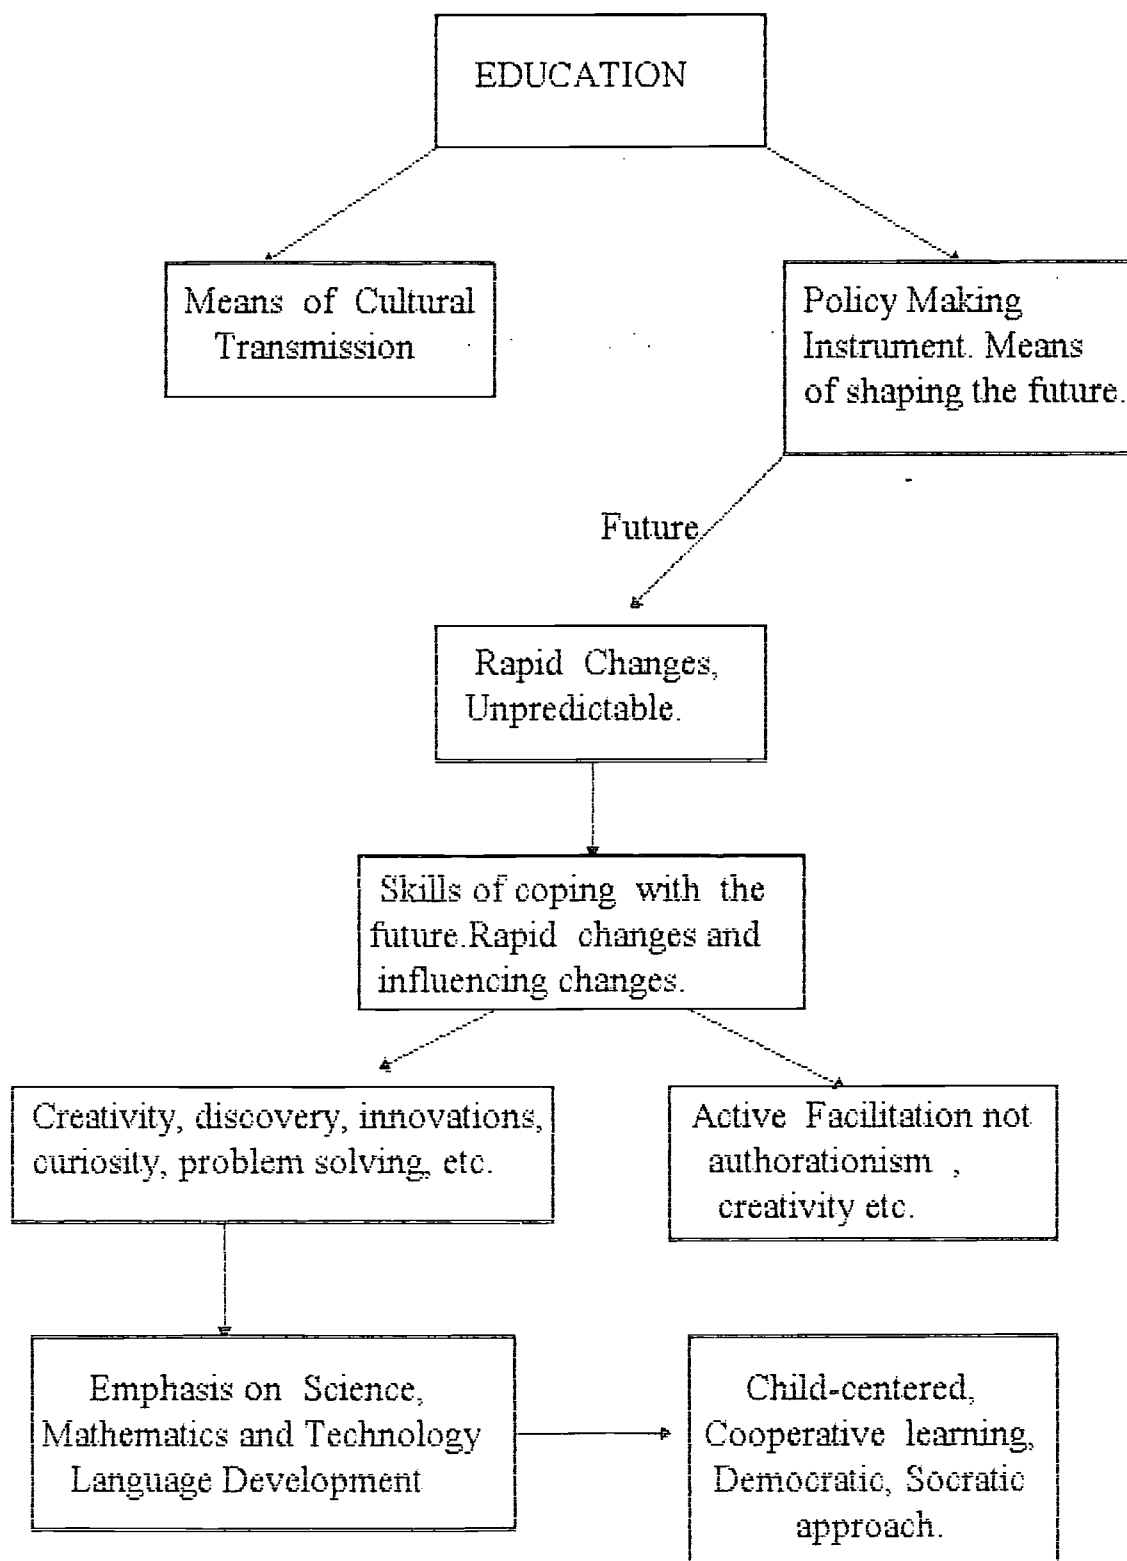 EDUCATION
Means of Cultural
Transmission
Policy Making
Instrument. Means
of shaping the future.
Future
Rapid Changes,
Unpredictable.
Skills of coping with the
future.Rapid changes and
influencing changes.
Creativity, discovery, innovations,
curiosity, problem solving, etc.
Active Facilitation not
authorationism ,
creativity etc.
Emphasis on Science,
Mathematics and Technology
Language Development
Child-centered,
Cooperative learning,
Democratic, Socratic
approach.